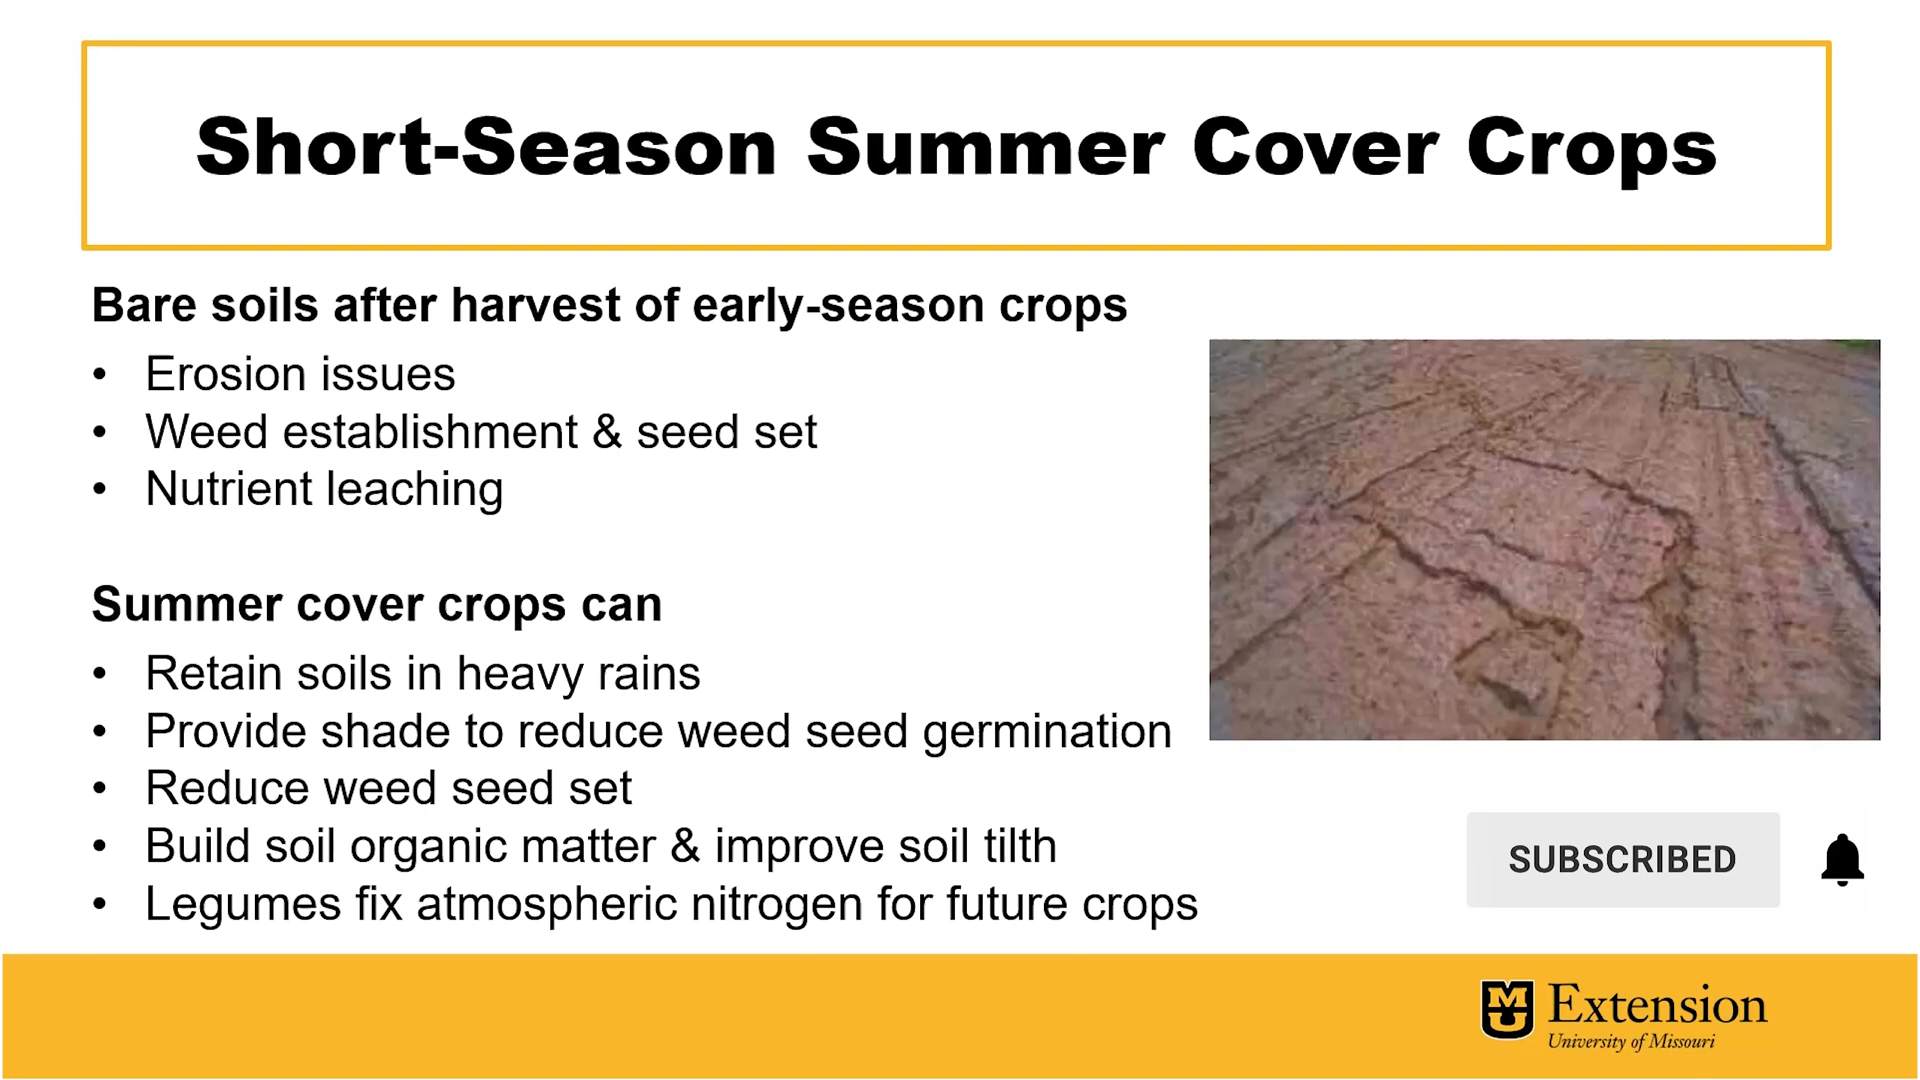 Short-Season Summer Cover Crops
Bare soils after harvest of early-season crops
• Erosion issues
• Weed establishment & seed set
• Nutrient leaching
Summer cover crops can
• Retain soils in heavy rains
• Provide shade to reduce weed seed germination
• Reduce weed seed set
• Build soil organic matter & improve soil tilth
• Legumes fix atmospheric nitrogen for future crops
SUBSCRIBED
MU Extension
University of Missouri